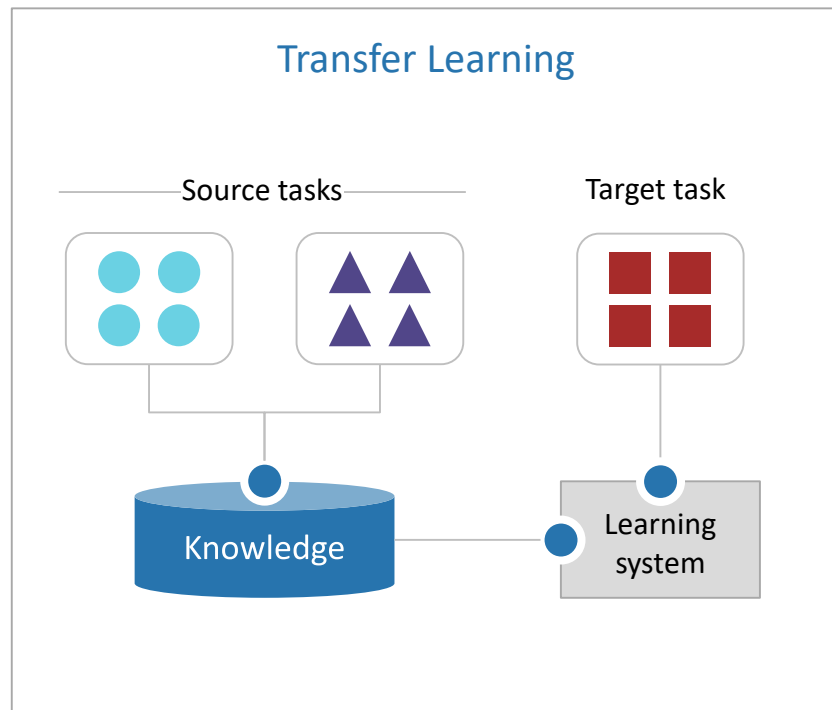 Transfer Learning
Source tasks
Target task
Knowledge
Learning
system